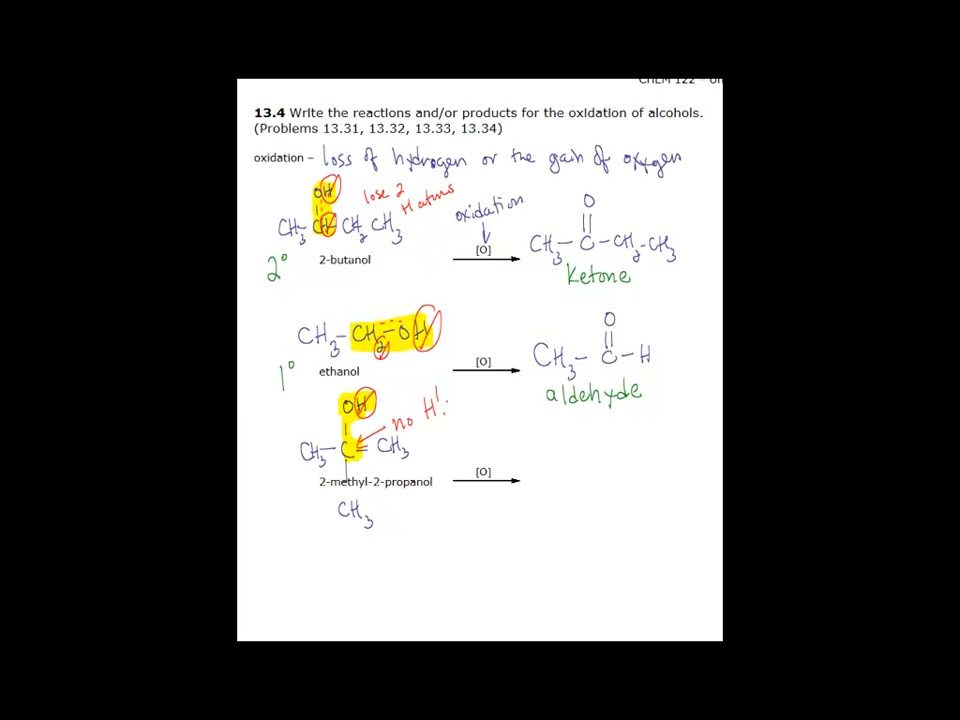 CHEM 122 – on
13.4 Write the reactions and/or products for the oxidation of alcohols.
(Problems 13.31, 13.32, 13.33, 13.34)
oxidation – loss of hydrogen or the gain of oxygen
OH
lose 2
H atoms
CH3 – CH CH2 CH3
2°
2-butanol
oxidation
[O]
O
CH3 – C – CH2 – CH3
Ketone
CH3 – CH2 – OH
1°
ethanol
[O]
O
CH3 – C – H
aldehyde
OH
no H!
CH3 – C – CH3
2-methyl-2-propanol
[O]
CH3